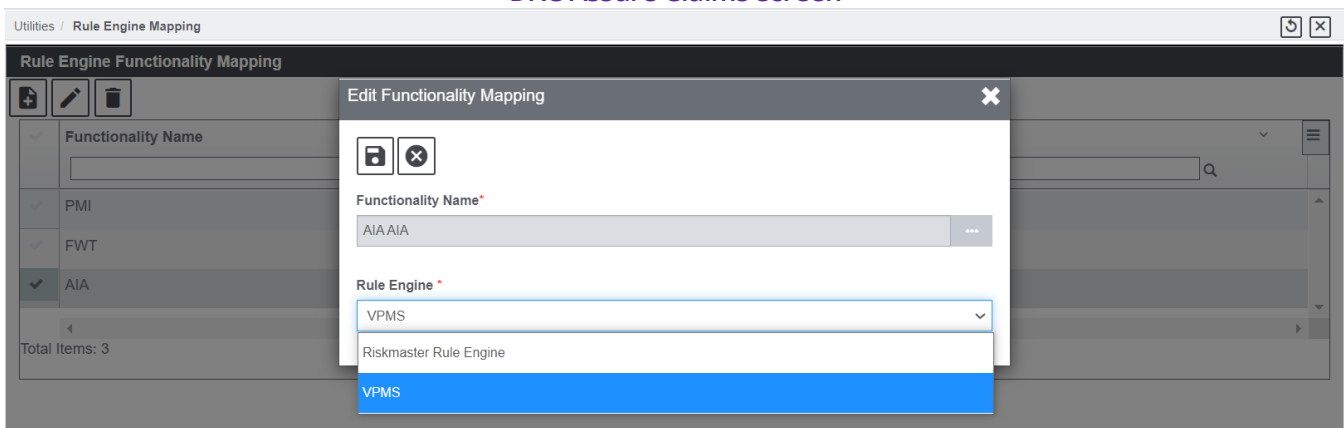 Utilities / Rule Engine Mapping
Rule Engine Functionality Mapping
Edit Functionality Mapping
Functionality Name
Functionality Name*
PMI
AIA AIA
FWT
AIA
Rule Engine *
VPMS
Total Items: 3
Riskmaster Rule Engine
VPMS